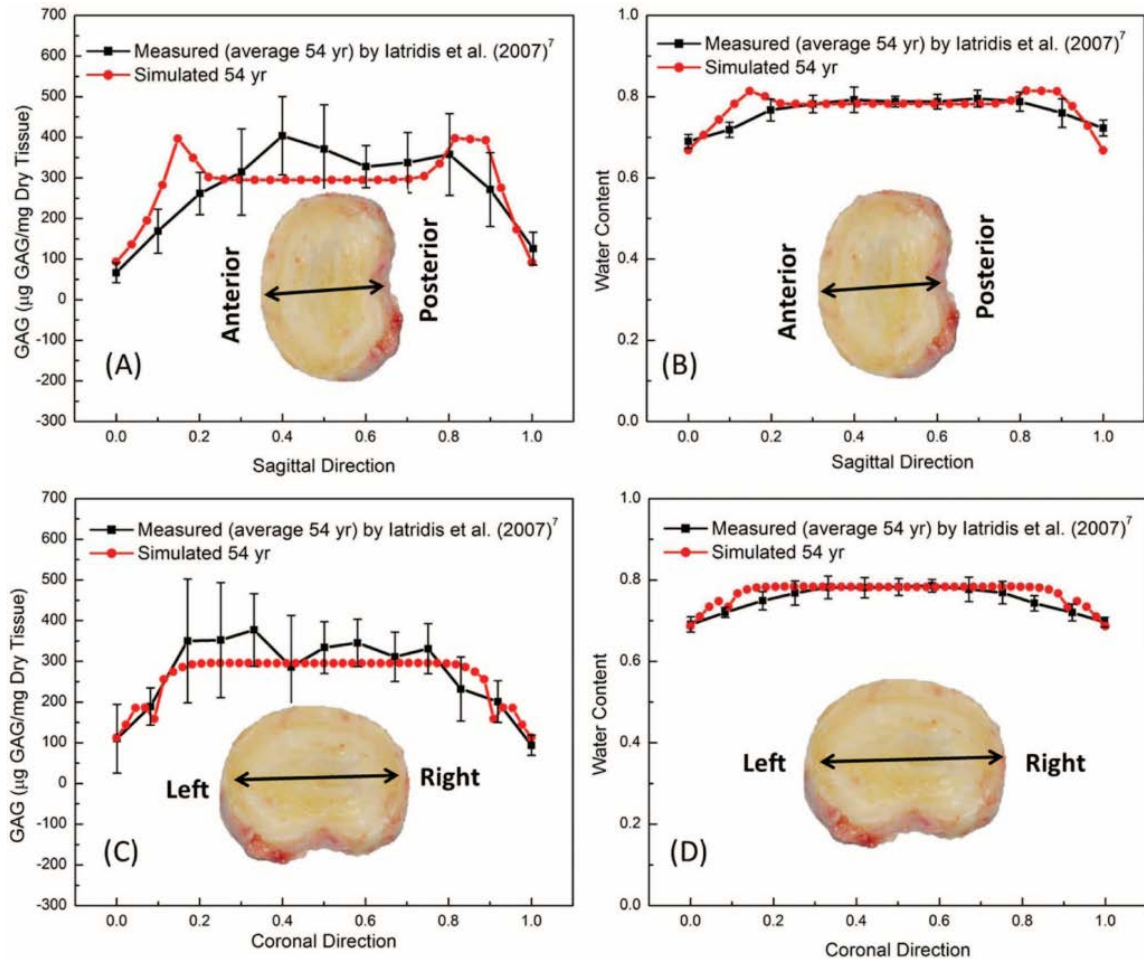 700
600
500
400
300
200
100
0
-100
-200
-300
GAG (μg GAG/mg Dry Tissue)
Measured (average 54 yr) by Iatridis et al. (2007)⁷
Simulated 54 yr
Anterior
Posterior
(A)
0.0 0.2 0.4 0.6 0.8 1.0
Sagittal Direction
1.0
0.8
0.6
0.4
0.2
0.0
Water Content
Measured (average 54 yr) by Iatridis et al. (2007)⁷
Simulated 54 yr
Anterior
Posterior
(B)
0.0 0.2 0.4 0.6 0.8 1.0
Sagittal Direction
700
600
500
400
300
200
100
0
-100
-200
-300
GAG (μg GAG/mg Dry Tissue)
Measured (average 54 yr) by Iatridis et al. (2007)⁷
Simulated 54 yr
Left
Right
(C)
0.0 0.2 0.4 0.6 0.8 1.0
Coronal Direction
1.0
0.8
0.6
0.4
0.2
0.0
Water Content
Measured (average 54 yr) by Iatridis et al. (2007)⁷
Simulated 54 yr
Left
Right
(D)
0.0 0.2 0.4 0.6 0.8 1.0
Coronal Direction